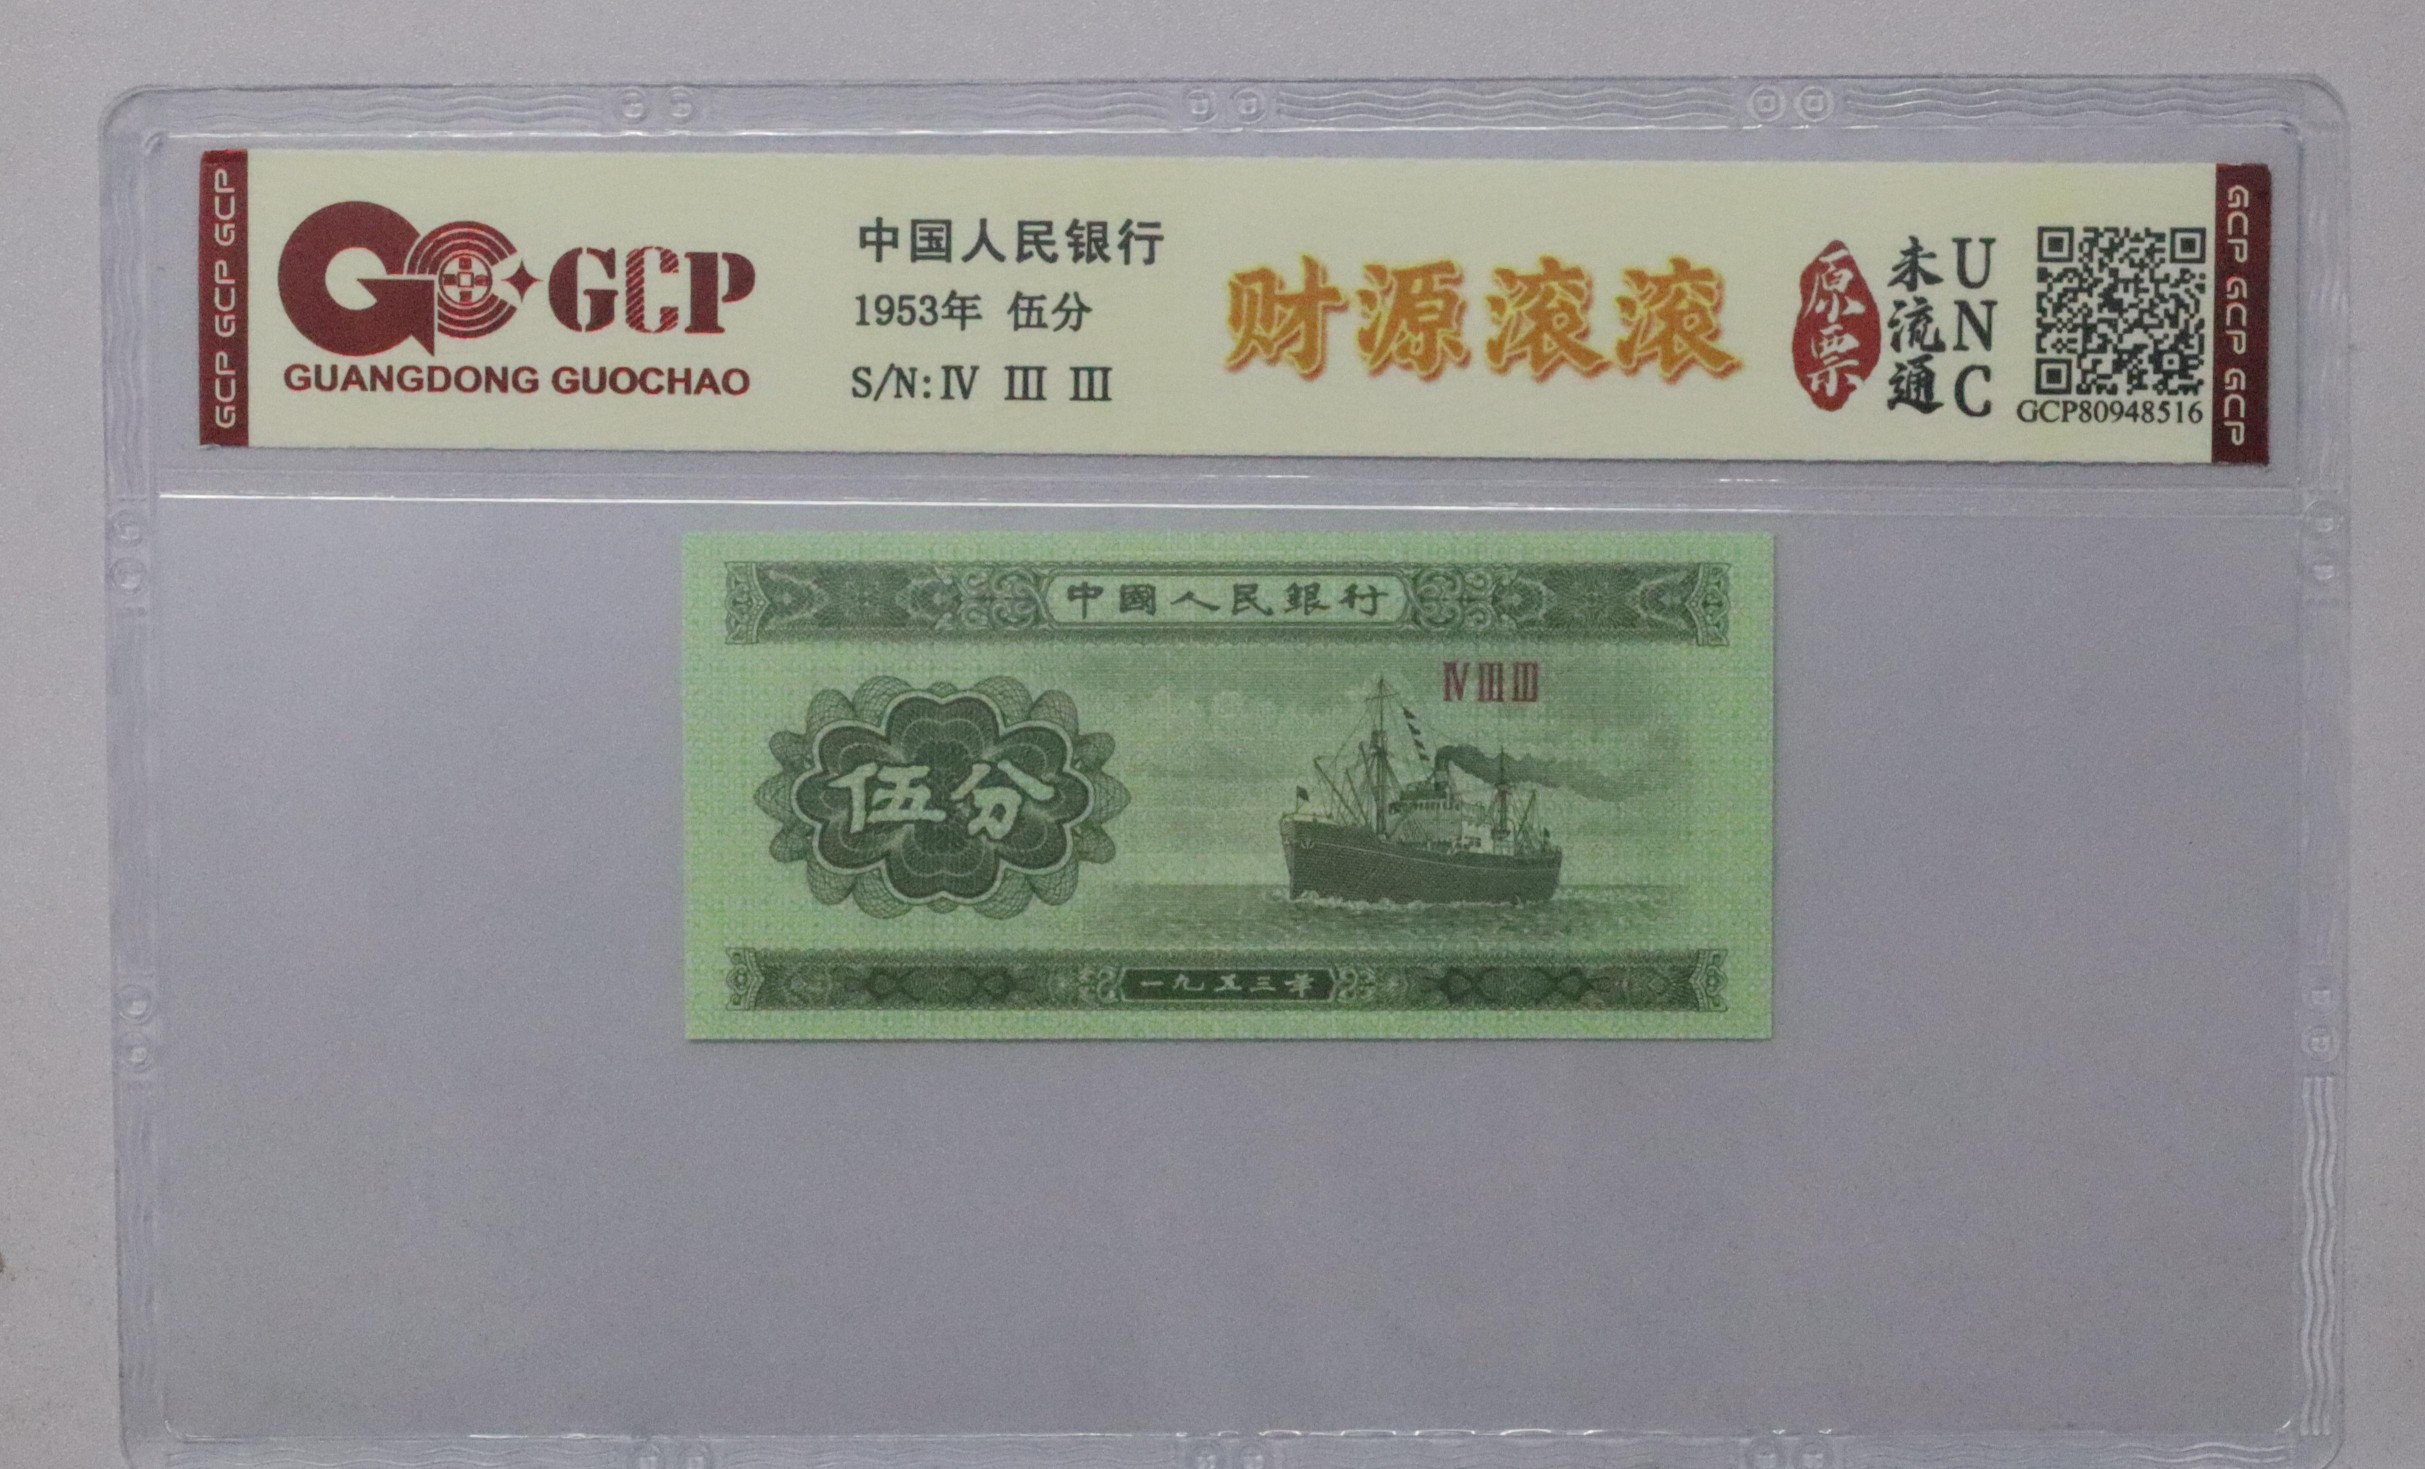 GCP GCP GCP
GCP
GUANGDONG GUOCHAO
中国人民银行
1953年 伍分
S/N: IV III III
财源滚滚
原票
未流通
UNC
GCP80948516
GCP GCP GCP
中國人民銀行
IV III III
伍分
一九五三年